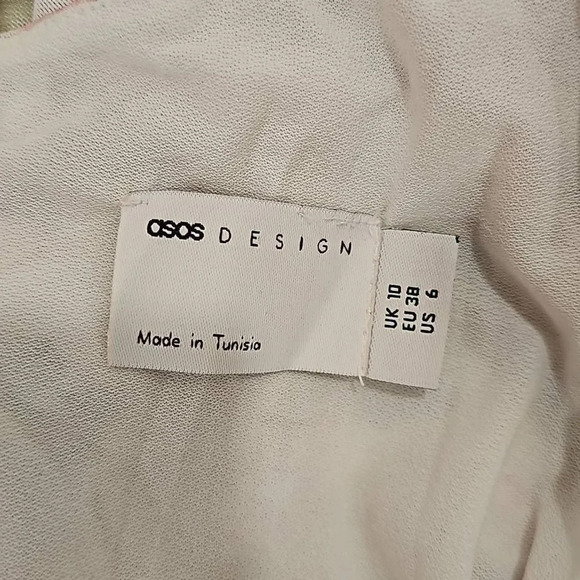 asos DESIGN
Made in Tunisia
UK 10
EU 38
US 6